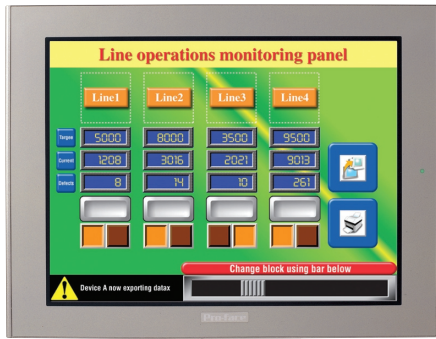 Line operations monitoring panel
Line1 Line2 Line3 Line4
Targee 5000 8000 3500 9500
Current 1208 3016 2021 9013
Defects 8 14 10 261
Change block using bar below
Device A now exporting datax
Pro-face